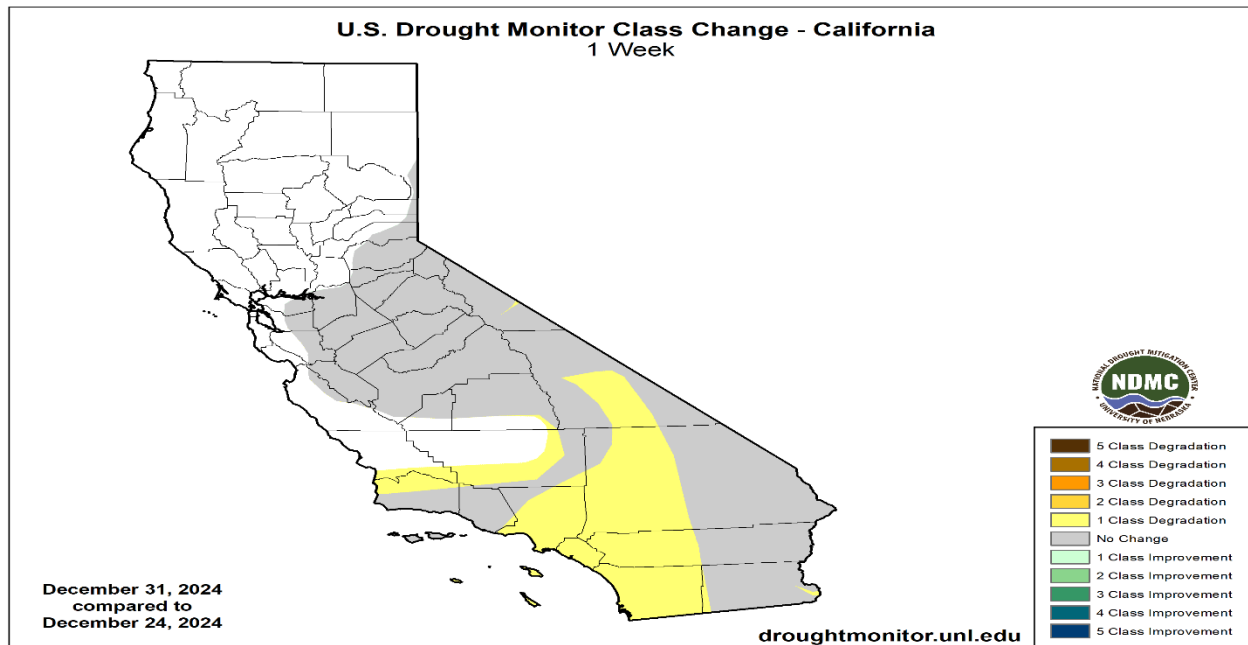 U.S. Drought Monitor Class Change - California
1 Week
NATIONAL DROUGHT MITIGATION CENTER
NDMC
UNIVERSITY OF NEBRASKA
5 Class Degradation
4 Class Degradation
3 Class Degradation
2 Class Degradation
1 Class Degradation
No Change
1 Class Improvement
2 Class Improvement
3 Class Improvement
4 Class Improvement
5 Class Improvement
December 31, 2024
compared to
December 24, 2024
droughtmonitor.unl.edu